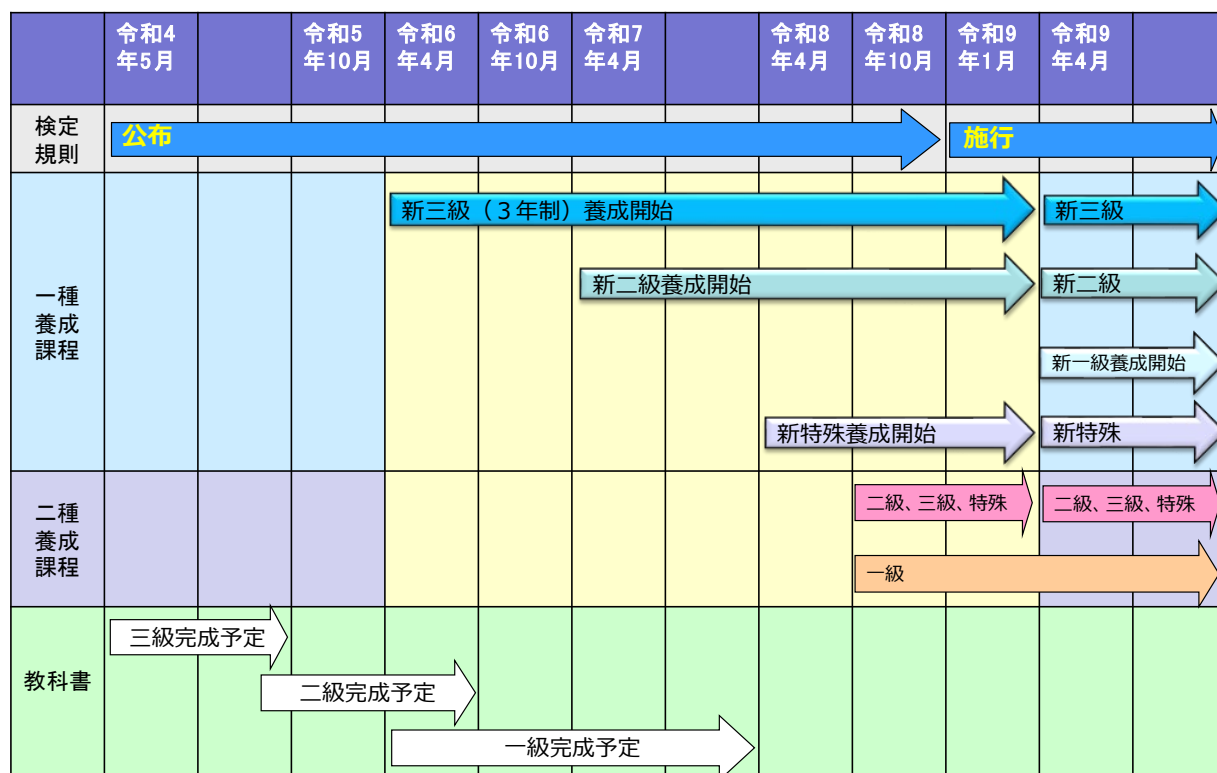 令和4
年5月
令和5
年10月
令和6
年4月
令和6
年10月
令和7
年4月
令和8
年4月
令和8
年10月
令和9
年1月
令和9
年4月
検定
規則
公布
施行
一種
養成
課程
新三級(3年制)養成開始
新三級
新二級養成開始
新二級
新一級養成開始
新特殊養成開始
新特殊
二種
養成
課程
二級、三級、特殊
二級、三級、特殊
一級
教科書
三級完成予定
二級完成予定
一級完成予定